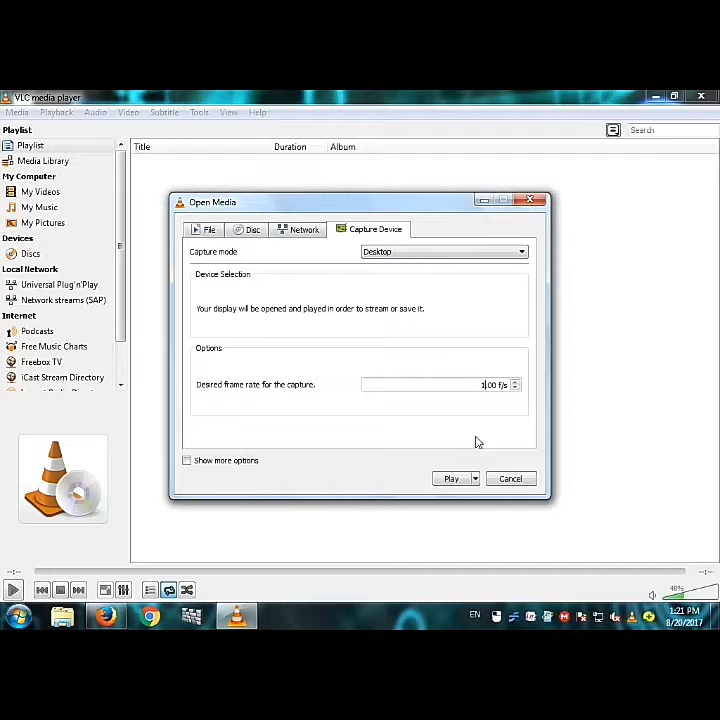 VLC media player
Media Playback Audio Video Subtitle Tools View Help
Playlist
Search
Playlist
Title Duration Album
Media Library
My Computer
My Videos
My Music
My Pictures
Devices
Discs
Local Network
Universal Plug'n'Play
Network streams (SAP)
Internet
Podcasts
Free Music Charts
Freebox TV
iCast Stream Directory
Open Media
File Disc Network Capture Device
Capture mode Desktop
Device Selection
Your display will be opened and played in order to stream or save it.
Options
Desired frame rate for the capture. 1.00 f/s
Show more options
Play Cancel
--:-- --:--
48%
EN
1:21 PM
8/20/2017